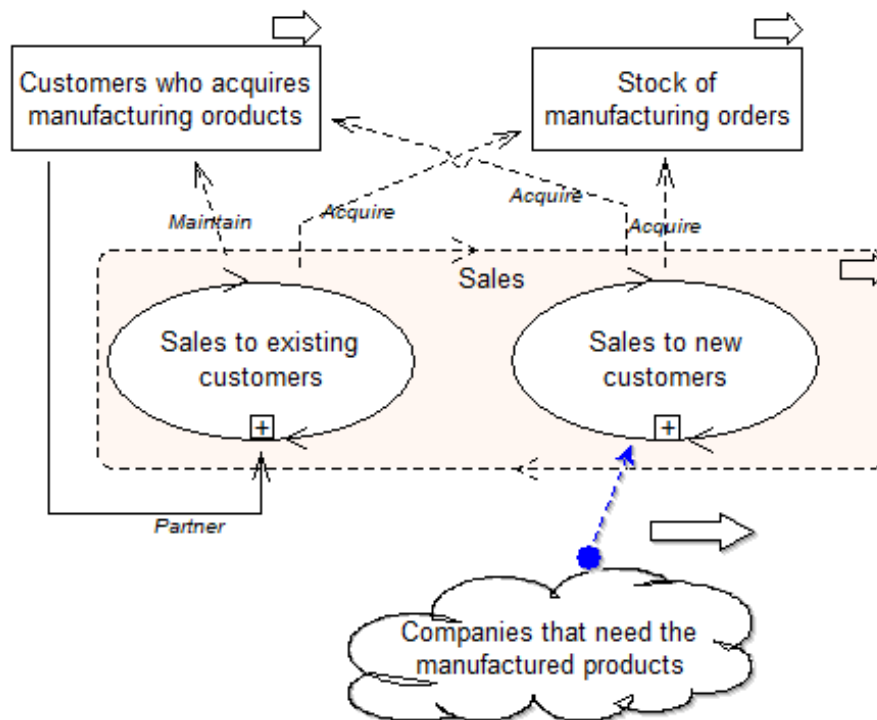 Customers who acquires
manufacturing oroducts
Stock of
manufacturing orders
Maintain
Acquire
Acquire
Acquire
Sales
Sales to existing
customers
+
Sales to new
customers
+
Partner
Companies that need the
manufactured products